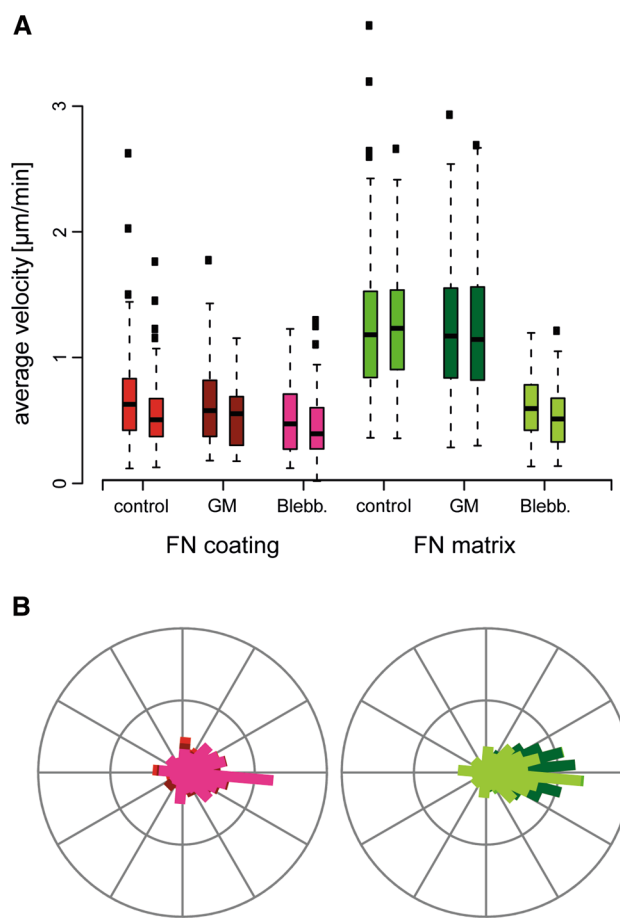 A
average velocity [µm/min]
3
2
1
0
control GM Blebb. control GM Blebb.
FN coating FN matrix
B